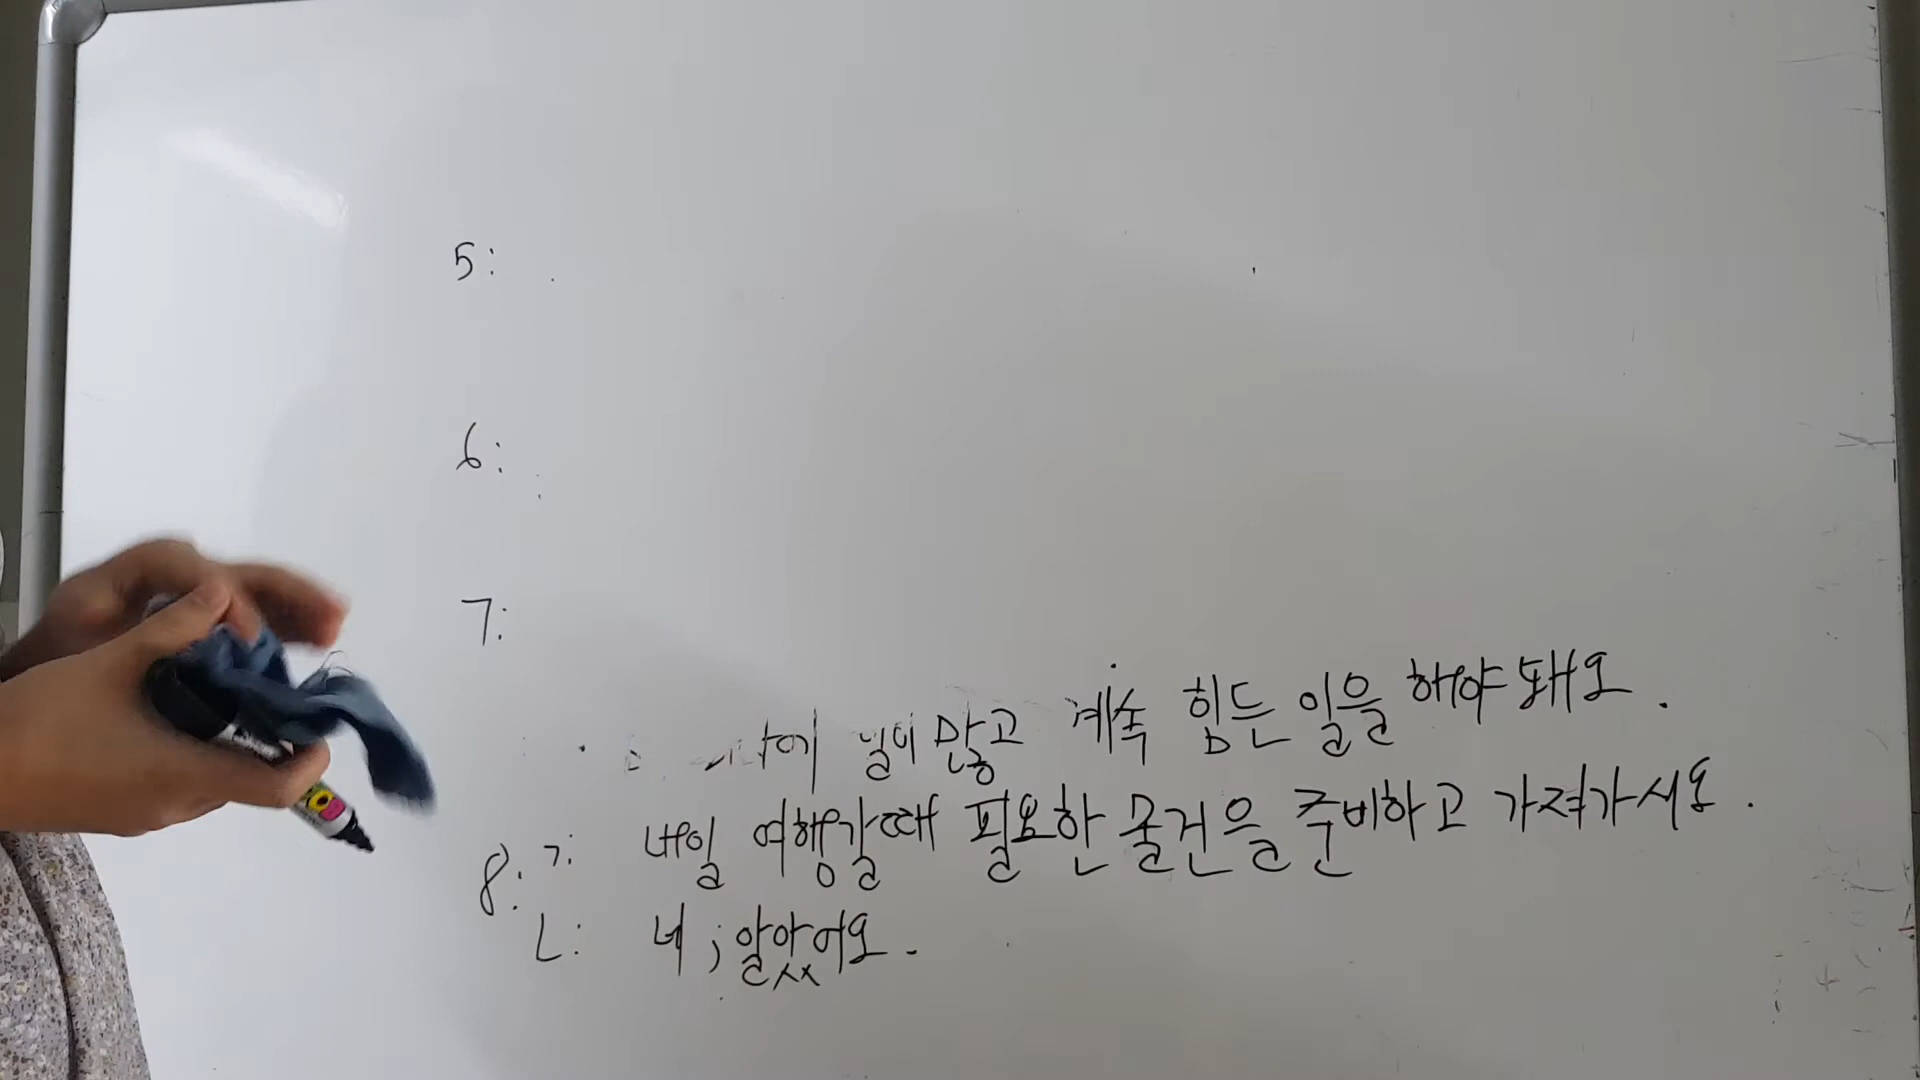 5:
6:
7:
일이 많고 계속 힘든 일을 해야 돼요.
8: ㄱ: 내일 여행갈때 필요한 물건을 준비하고 가져가세요.
ㄴ: 네, 알았어요.